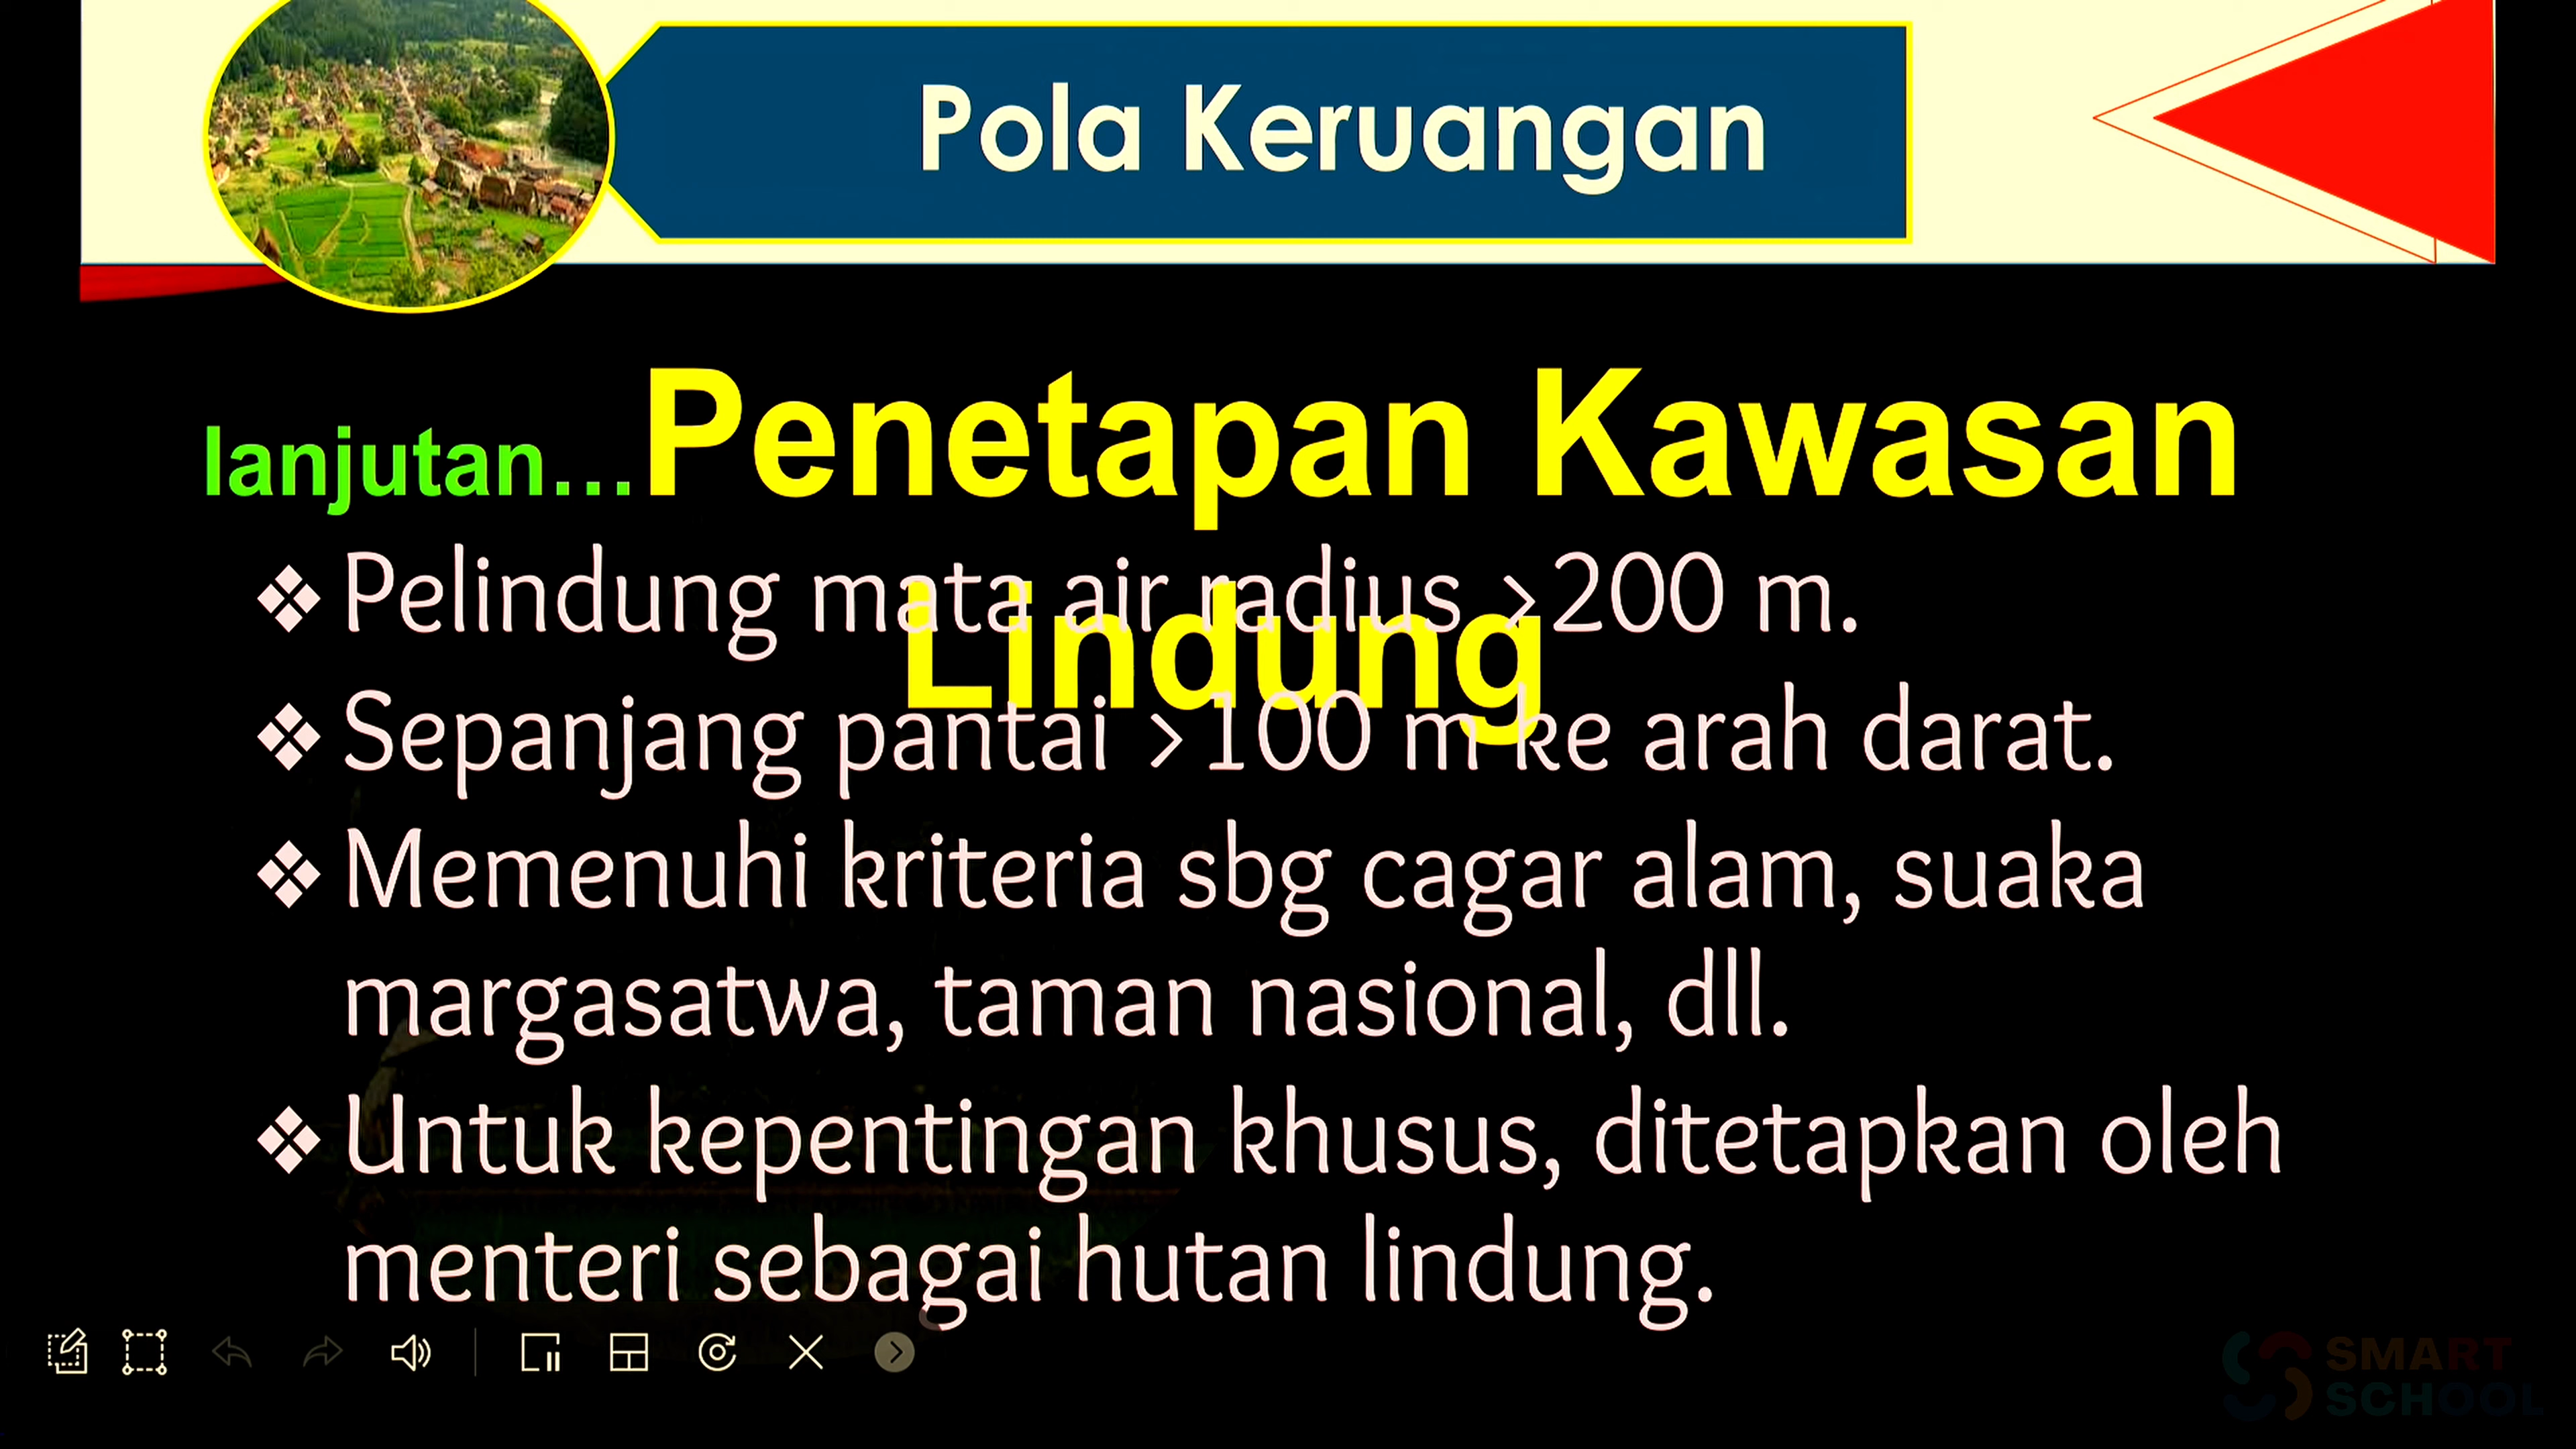 Pola Keruangan
lanjutan...Penetapan Kawasan
Lindung
❖ Pelindung mata air radius >200 m.
❖ Sepanjang pantai >100 m ke arah darat.
❖ Memenuhi kriteria sbg cagar alam, suaka
margasatwa, taman nasional, dll.
❖ Untuk kepentingan khusus, ditetapkan oleh
menteri sebagai hutan lindung.
SMART
SCHOOL